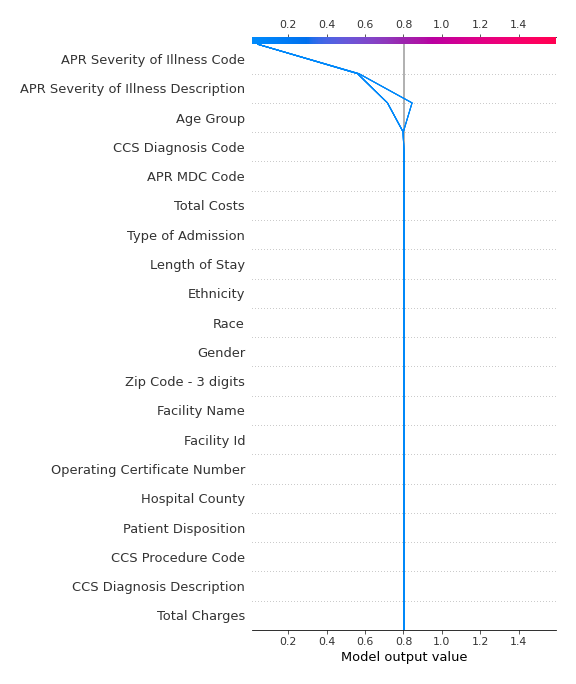 0.2 0.4 0.6 0.8 1.0 1.2 1.4
APR Severity of Illness Code
APR Severity of Illness Description
Age Group
CCS Diagnosis Code
APR MDC Code
Total Costs
Type of Admission
Length of Stay
Ethnicity
Race
Gender
Zip Code - 3 digits
Facility Name
Facility Id
Operating Certificate Number
Hospital County
Patient Disposition
CCS Procedure Code
CCS Diagnosis Description
Total Charges
0.2 0.4 0.6 0.8 1.0 1.2 1.4
Model output value